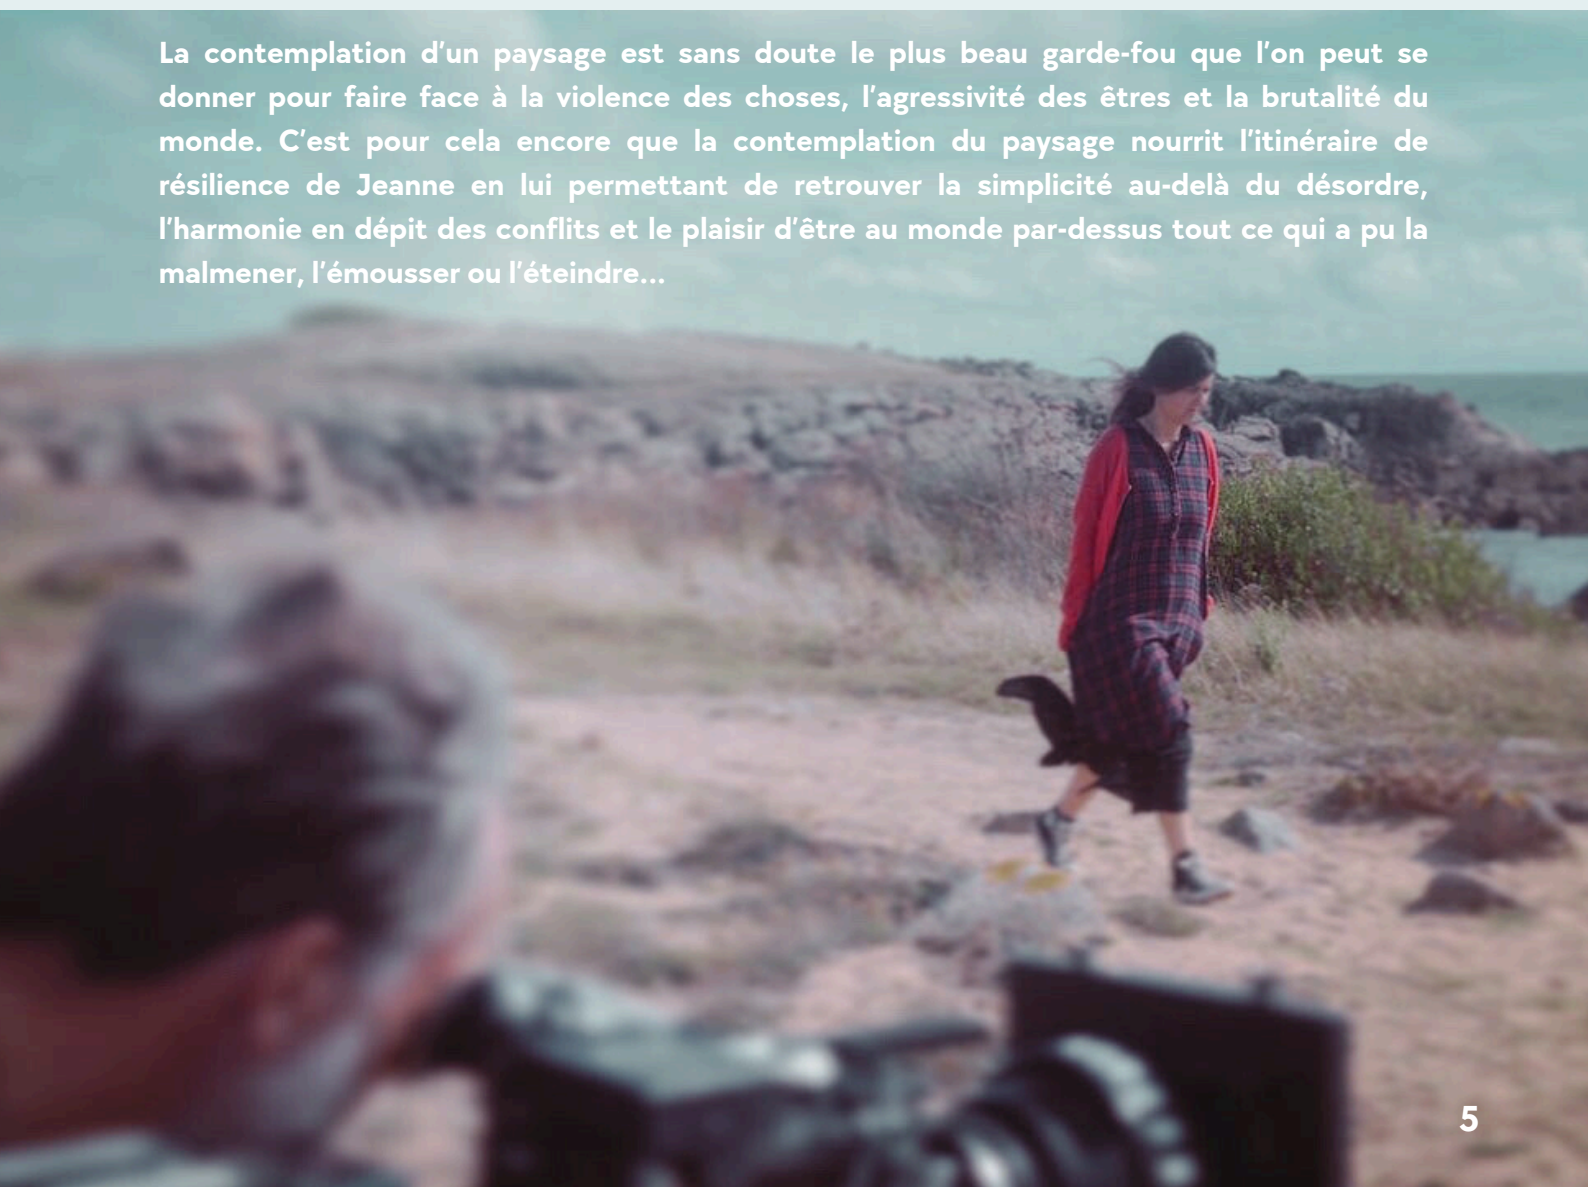 La contemplation d'un paysage est sans doute le plus beau garde-fou que l'on peut se
donner pour faire face à la violence des choses, l'agressivité des êtres et la brutalité du
monde. C'est pour cela encore que la contemplation du paysage nourrit l'itinéraire de
résilience de Jeanne en lui permettant de retrouver la simplicité au-delà du désordre,
l'harmonie en dépit des conflits et le plaisir d'être au monde par-dessus tout ce qui a pu la
malmener, l'émousser ou l'éteindre...
5